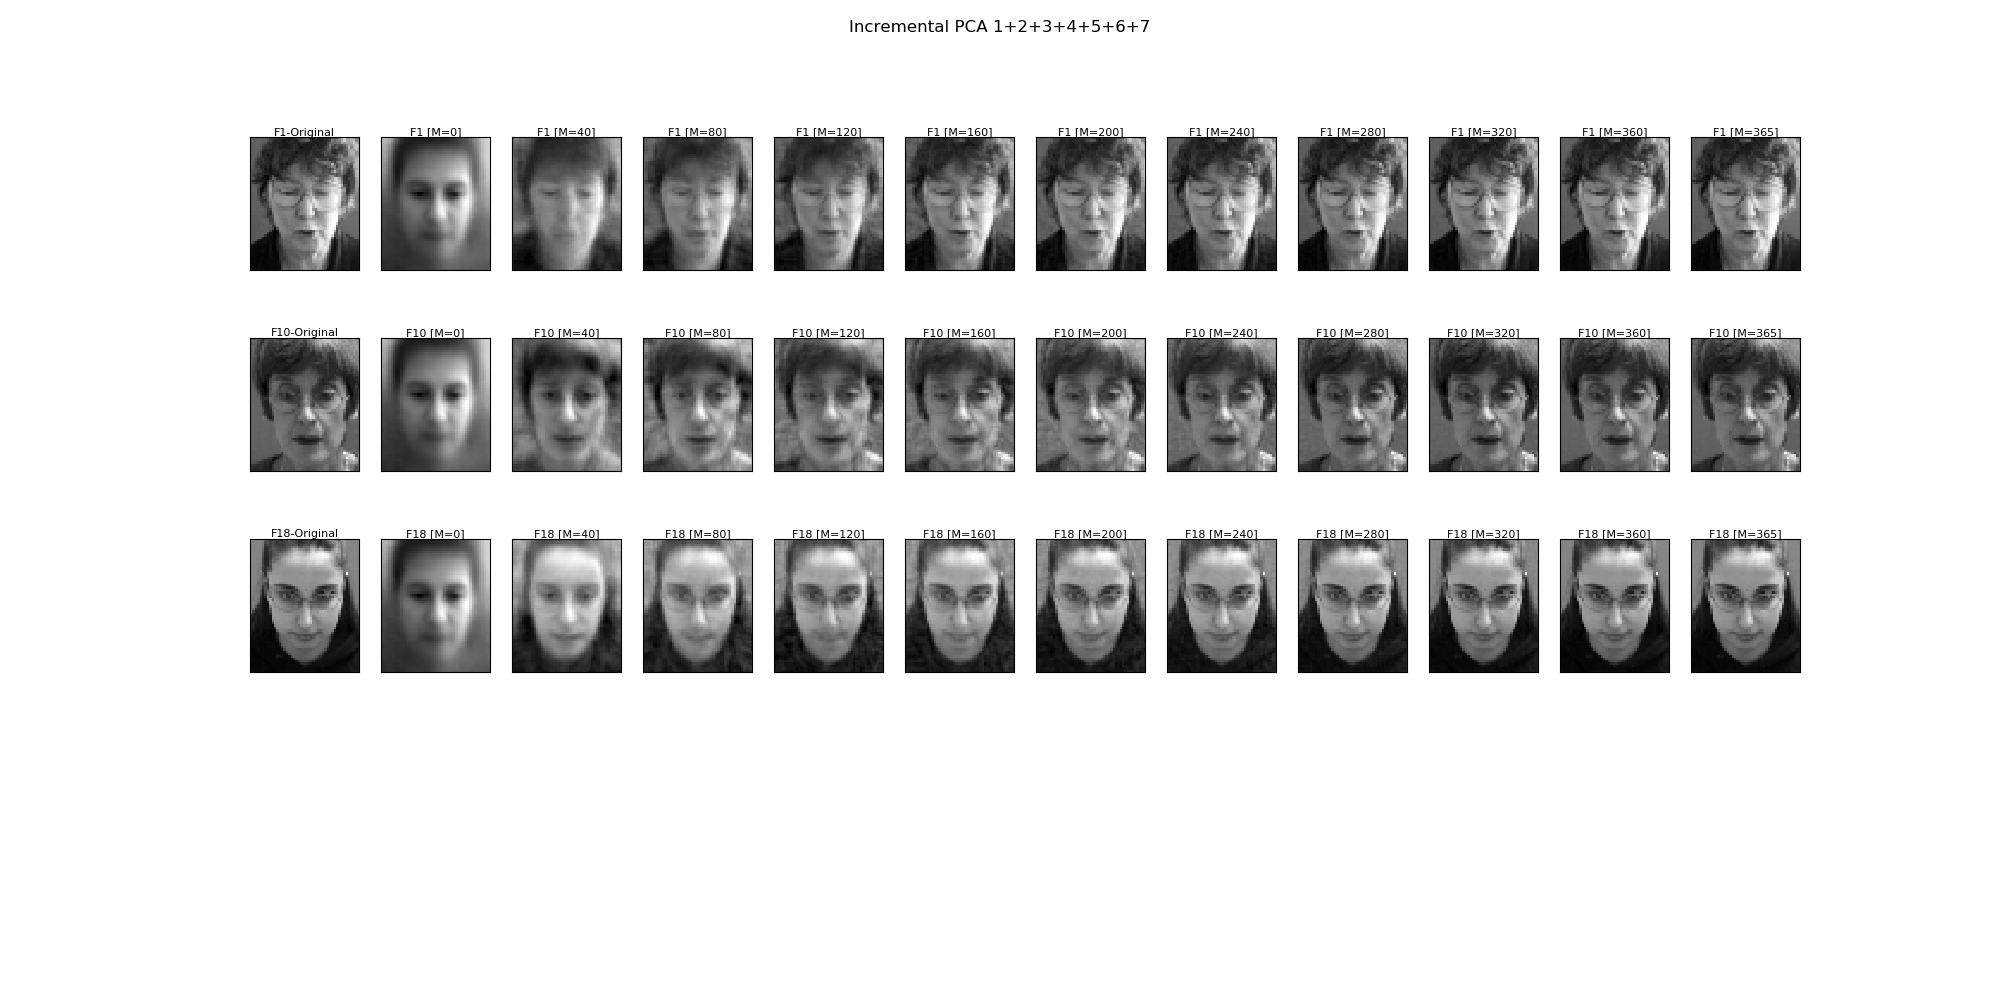 Incremental PCA 1+2+3+4+5+6+7
F1-Original F1 [M=0] F1 [M=40] F1 [M=80] F1 [M=120] F1 [M=160] F1 [M=200] F1 [M=240] F1 [M=280] F1 [M=320] F1 [M=360] F1 [M=365]
F10-Original F10 [M=0] F10 [M=40] F10 [M=80] F10 [M=120] F10 [M=160] F10 [M=200] F10 [M=240] F10 [M=280] F10 [M=320] F10 [M=360] F10 [M=365]
F18-Original F18 [M=0] F18 [M=40] F18 [M=80] F18 [M=120] F18 [M=160] F18 [M=200] F18 [M=240] F18 [M=280] F18 [M=320] F18 [M=360] F18 [M=365]